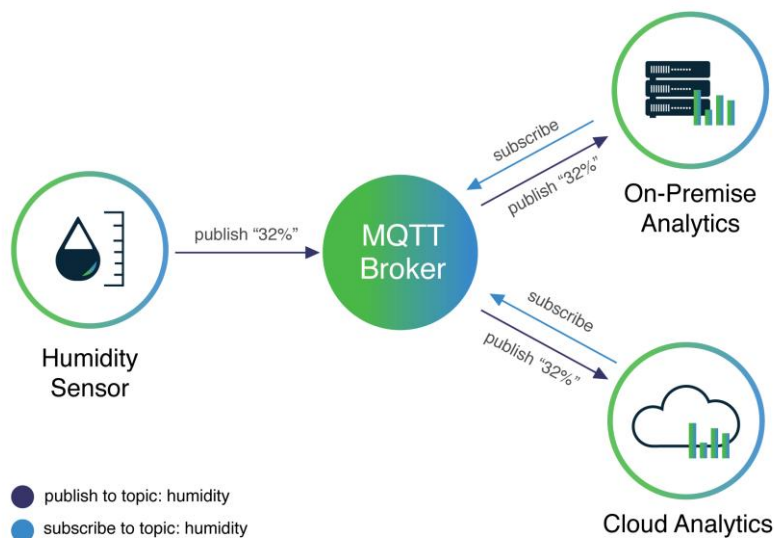 subscribe
publish “32%”
On-Premise
Analytics
publish “32%”
MQTT
Broker
Humidity
Sensor
subscribe
publish “32%”
Cloud Analytics
publish to topic: humidity
subscribe to topic: humidity